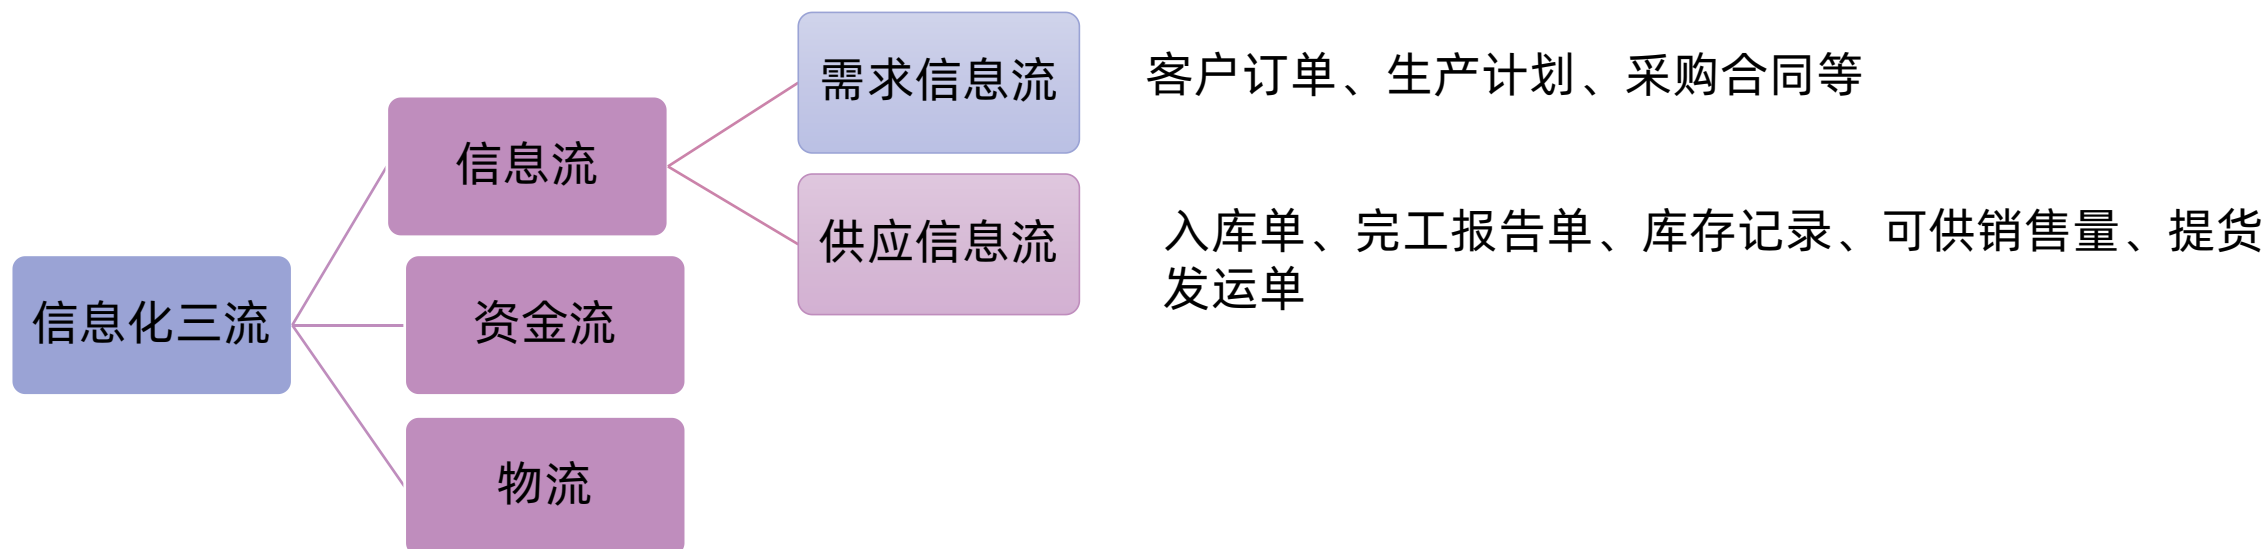 需求信息流
客户订单、生产计划、采购合同等
信息流
供应信息流
入库单、完工报告单、库存记录、可供销售量、提货
发运单
信息化三流
资金流
物流